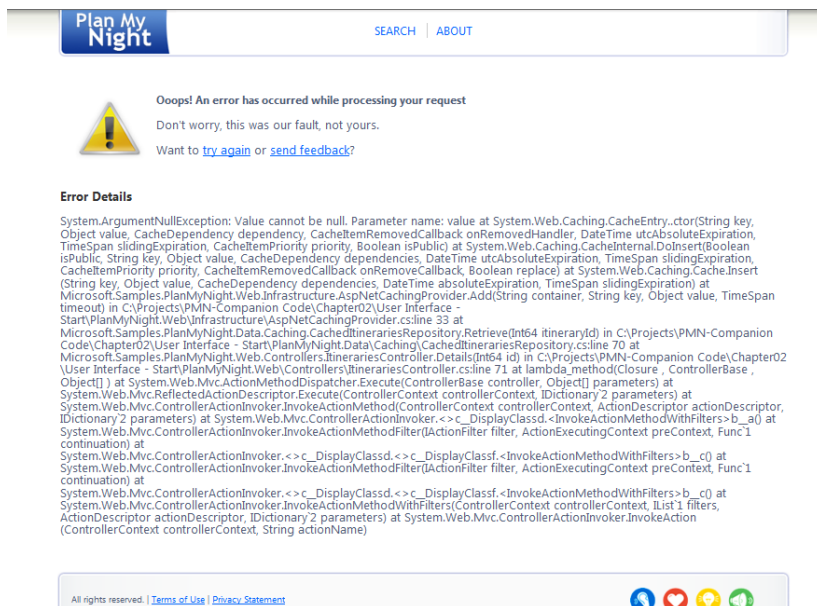 Plan My
Night
SEARCH | ABOUT
Ooops! An error has occurred while processing your request
Don't worry, this was our fault, not yours.
Want to try again or send feedback?
Error Details
System.ArgumentNullException: Value cannot be null. Parameter name: value at System.Web.Caching.CacheEntry..ctor(String key,
Object value, CacheDependency dependency, CacheItemRemovedCallback onRemovedHandler, DateTime utcAbsoluteExpiration,
TimeSpan slidingExpiration, CacheItemPriority priority, Boolean isPublic) at System.Web.Caching.CacheInternal.DoInsert(Boolean
isPublic, String key, Object value, CacheDependency dependencies, DateTime utcAbsoluteExpiration, TimeSpan slidingExpiration,
CacheItemPriority priority, CacheItemRemovedCallback onRemoveCallback, Boolean replace) at System.Web.Caching.Cache.Insert
(String key, Object value, CacheDependency dependencies, DateTime absoluteExpiration, TimeSpan slidingExpiration) at
Microsoft.Samples.PlanMyNight.Web.Infrastructure.AspNetCachingProvider.Add(String container, String key, Object value, TimeSpan
timeout) in C:\Projects\PMN-Companion Code\Chapter02\User Interface -
Start\PlanMyNight.Web\Infrastructure\AspNetCachingProvider.cs:line 33 at
Microsoft.Samples.PlanMyNight.Data.Caching.CachedItinerariesRepository.Retrieve(Int64 itineraryId) in C:\Projects\PMN-Companion
Code\Chapter02\User Interface - Start\PlanMyNight.Data\Caching\CachedItinerariesRepository.cs:line 70 at
Microsoft.Samples.PlanMyNight.Web.Controllers.ItinerariesController.Details(Int64 id) in C:\Projects\PMN-Companion Code\Chapter02
\User Interface - Start\PlanMyNight.Web\Controllers\ItinerariesController.cs:line 71 at lambda_method(Closure , ControllerBase ,
Object[] ) at System.Web.Mvc.ActionMethodDispatcher.Execute(ControllerBase controller, Object[] parameters) at
System.Web.Mvc.ReflectedActionDescriptor.Execute(ControllerContext controllerContext, IDictionary`2 parameters) at
System.Web.Mvc.ControllerActionInvoker.InvokeActionMethod(ControllerContext controllerContext, ActionDescriptor actionDescriptor,
IDictionary`2 parameters) at System.Web.Mvc.ControllerActionInvoker.<>c__DisplayClassd.<InvokeActionMethodWithFilters>b__a() at
System.Web.Mvc.ControllerActionInvoker.InvokeActionMethodFilter(IActionFilter filter, ActionExecutingContext preContext, Func`1
continuation) at
System.Web.Mvc.ControllerActionInvoker.<>c__DisplayClassd.<>c__DisplayClassf.<InvokeActionMethodWithFilters>b__c() at
System.Web.Mvc.ControllerActionInvoker.InvokeActionMethodFilter(IActionFilter filter, ActionExecutingContext preContext, Func`1
continuation) at
System.Web.Mvc.ControllerActionInvoker.<>c__DisplayClassd.<>c__DisplayClassf.<InvokeActionMethodWithFilters>b__c() at
System.Web.Mvc.ControllerActionInvoker.InvokeActionMethodWithFilters(ControllerContext controllerContext, IList`1 filters,
ActionDescriptor actionDescriptor, IDictionary`2 parameters) at System.Web.Mvc.ControllerActionInvoker.InvokeAction
(ControllerContext controllerContext, String actionName)
All rights reserved. | Terms of Use | Privacy Statement